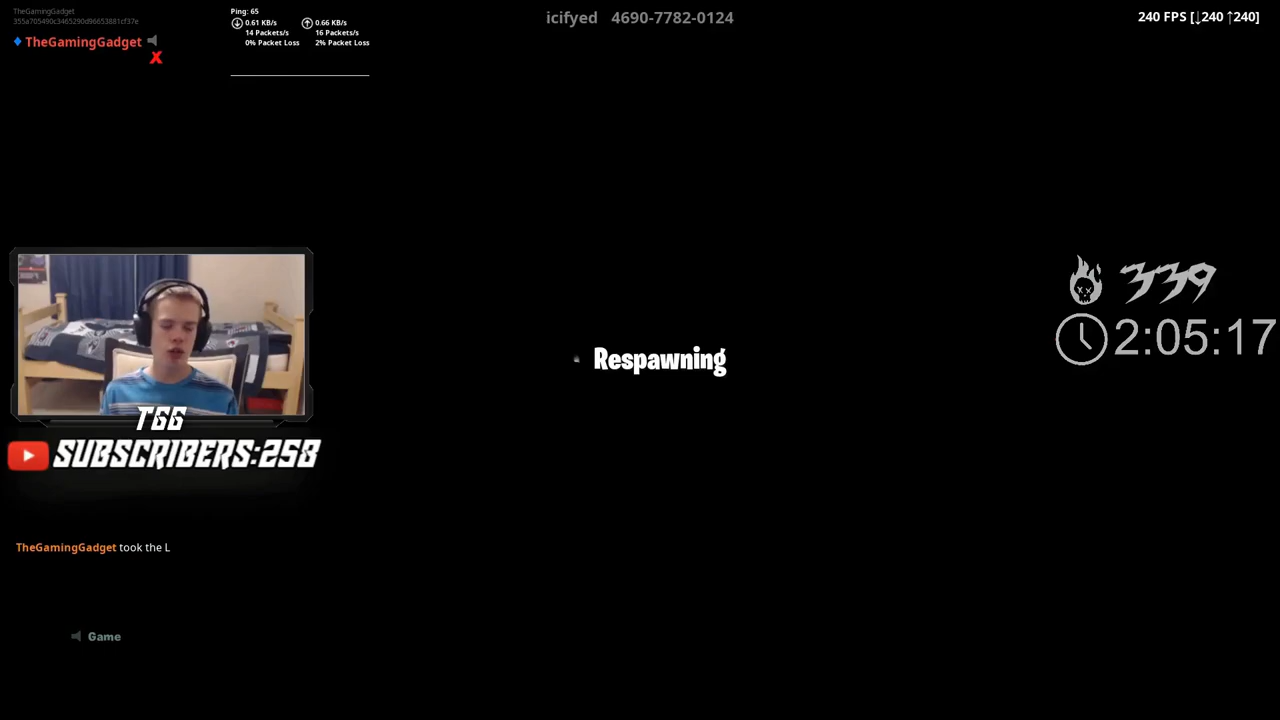 TheGamingGadget
355a705490c3465290d96653881cf37e
TheGamingGadget
X
Ping: 65
0.61 KB/s 0.66 KB/s
14 Packets/s 16 Packets/s
0% Packet Loss 2% Packet Loss
icifyed 4690-7782-0124
240 FPS [↓240 ↑240]
339
2:05:17
Respawning
TGG
SUBSCRIBERS:258
TheGamingGadget took the L
Game